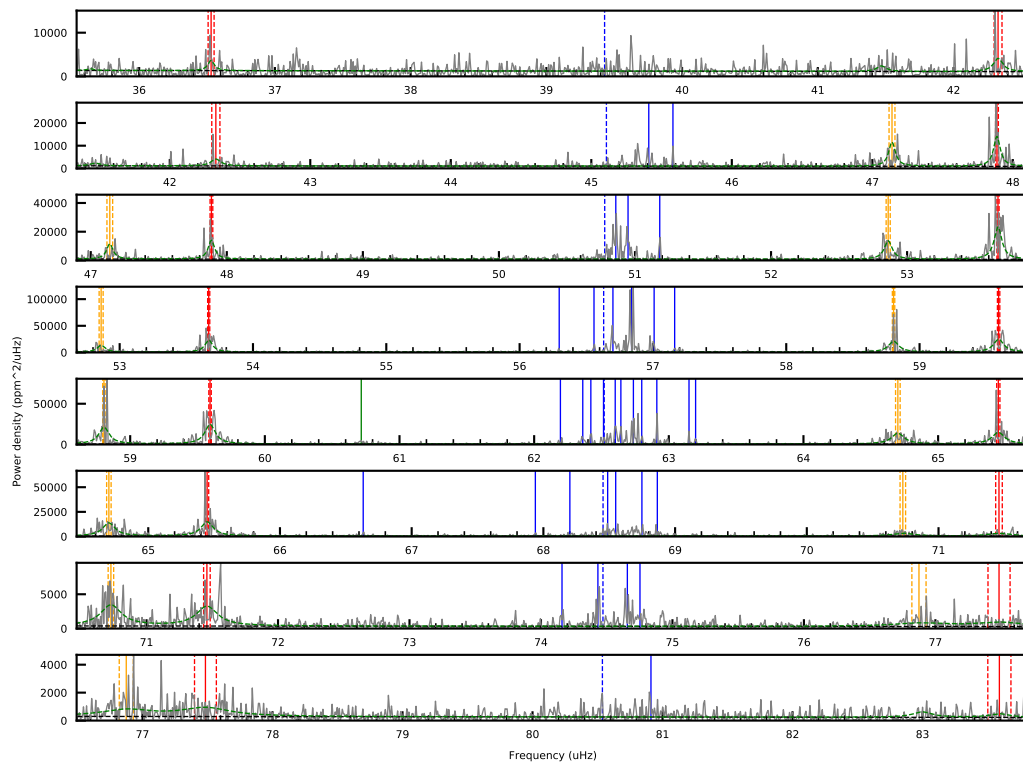 10000
0
36 37 38 39 40 41 42
20000
10000
0
42 43 44 45 46 47 48
40000
20000
0
47 48 49 50 51 52 53
100000
50000
0
53 54 55 56 57 58 59
50000
0
59 60 61 62 63 64 65
50000
25000
0
65 66 67 68 69 70 71
5000
0
71 72 73 74 75 76 77
4000
2000
0
77 78 79 80 81 82 83
Power density (ppm^2/uHz)
Frequency (uHz)